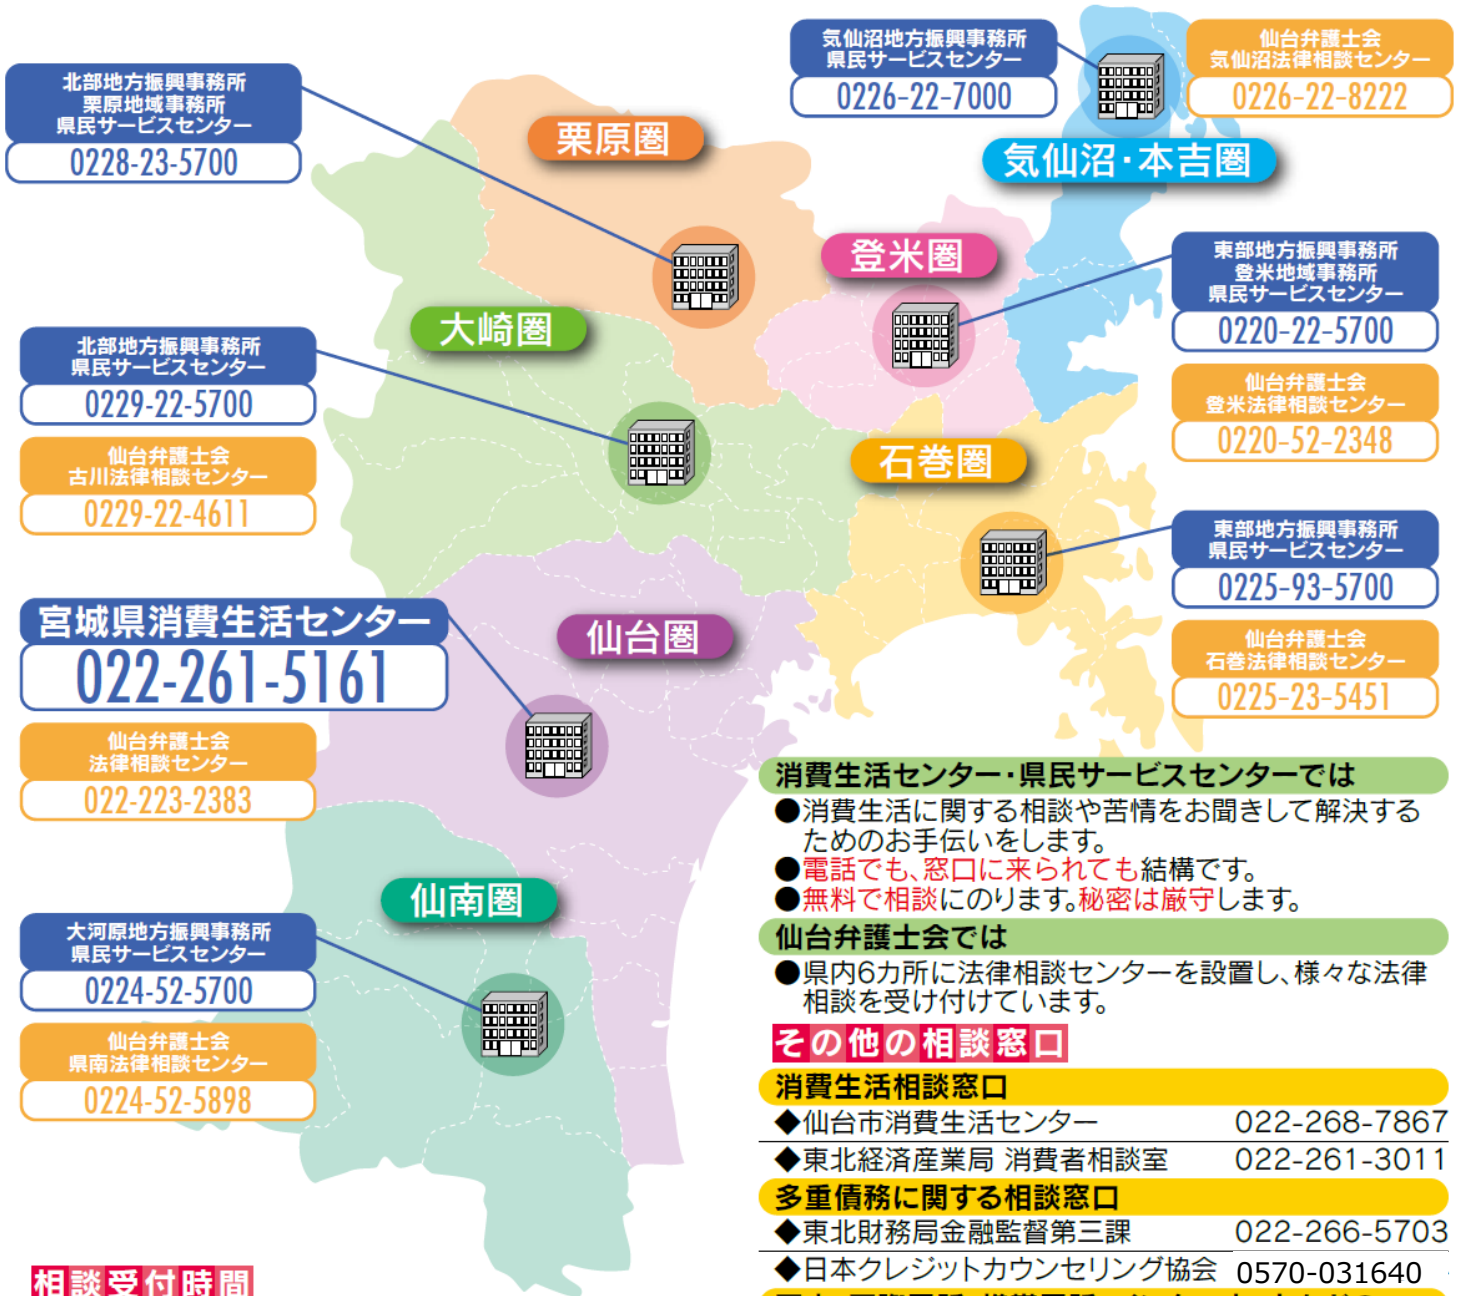 北部地方振興事務所
栗原地域事務所
県民サービスセンター
0228-23-5700
気仙沼地方振興事務所
県民サービスセンター
0226-22-7000
仙台弁護士会
気仙沼法律相談センター
0226-22-8222
栗原圏
気仙沼・本吉圏
登米圏
東部地方振興事務所
登米地域事務所
県民サービスセンター
0220-22-5700
仙台弁護士会
登米法律相談センター
0220-52-2348
大崎圏
北部地方振興事務所
県民サービスセンター
0229-22-5700
仙台弁護士会
古川法律相談センター
0229-22-4611
石巻圏
東部地方振興事務所
県民サービスセンター
0225-93-5700
仙台弁護士会
石巻法律相談センター
0225-23-5451
宮城県消費生活センター
022-261-5161
仙台弁護士会
法律相談センター
022-223-2383
仙台圏
仙南圏
大河原地方振興事務所
県民サービスセンター
0224-52-5700
仙台弁護士会
県南法律相談センター
0224-52-5898
消費生活センター・県民サービスセンターでは
●消費生活に関する相談や苦情をお聞きして解決する
ためのお手伝いをします。
●電話でも、窓口に来られても結構です。
●無料で相談にのります。秘密は厳守します。
仙台弁護士会では
●県内6カ所に法律相談センターを設置し、様々な法律
相談を受け付けています。
その他の相談窓口
消費生活相談窓口
◆仙台市消費生活センター 022-268-7867
◆東北経済産業局 消費者相談室 022-261-3011
多重債務に関する相談窓口
◆東北財務局金融監督第三課 022-266-5703
◆日本クレジットカウンセリング協会 0570-031640
相談受付時間